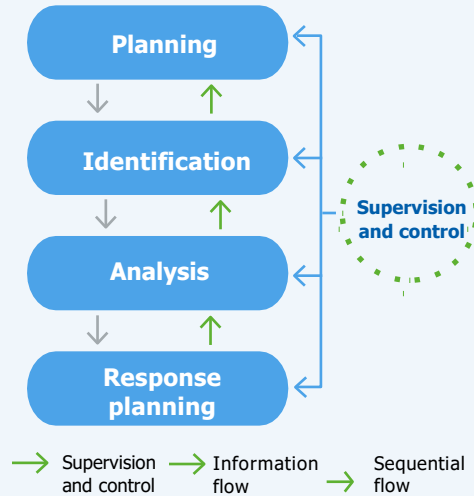 Planning
Identification
Supervision
and control
Analysis
Response
planning
Supervision
and control
Information
flow
Sequential
flow